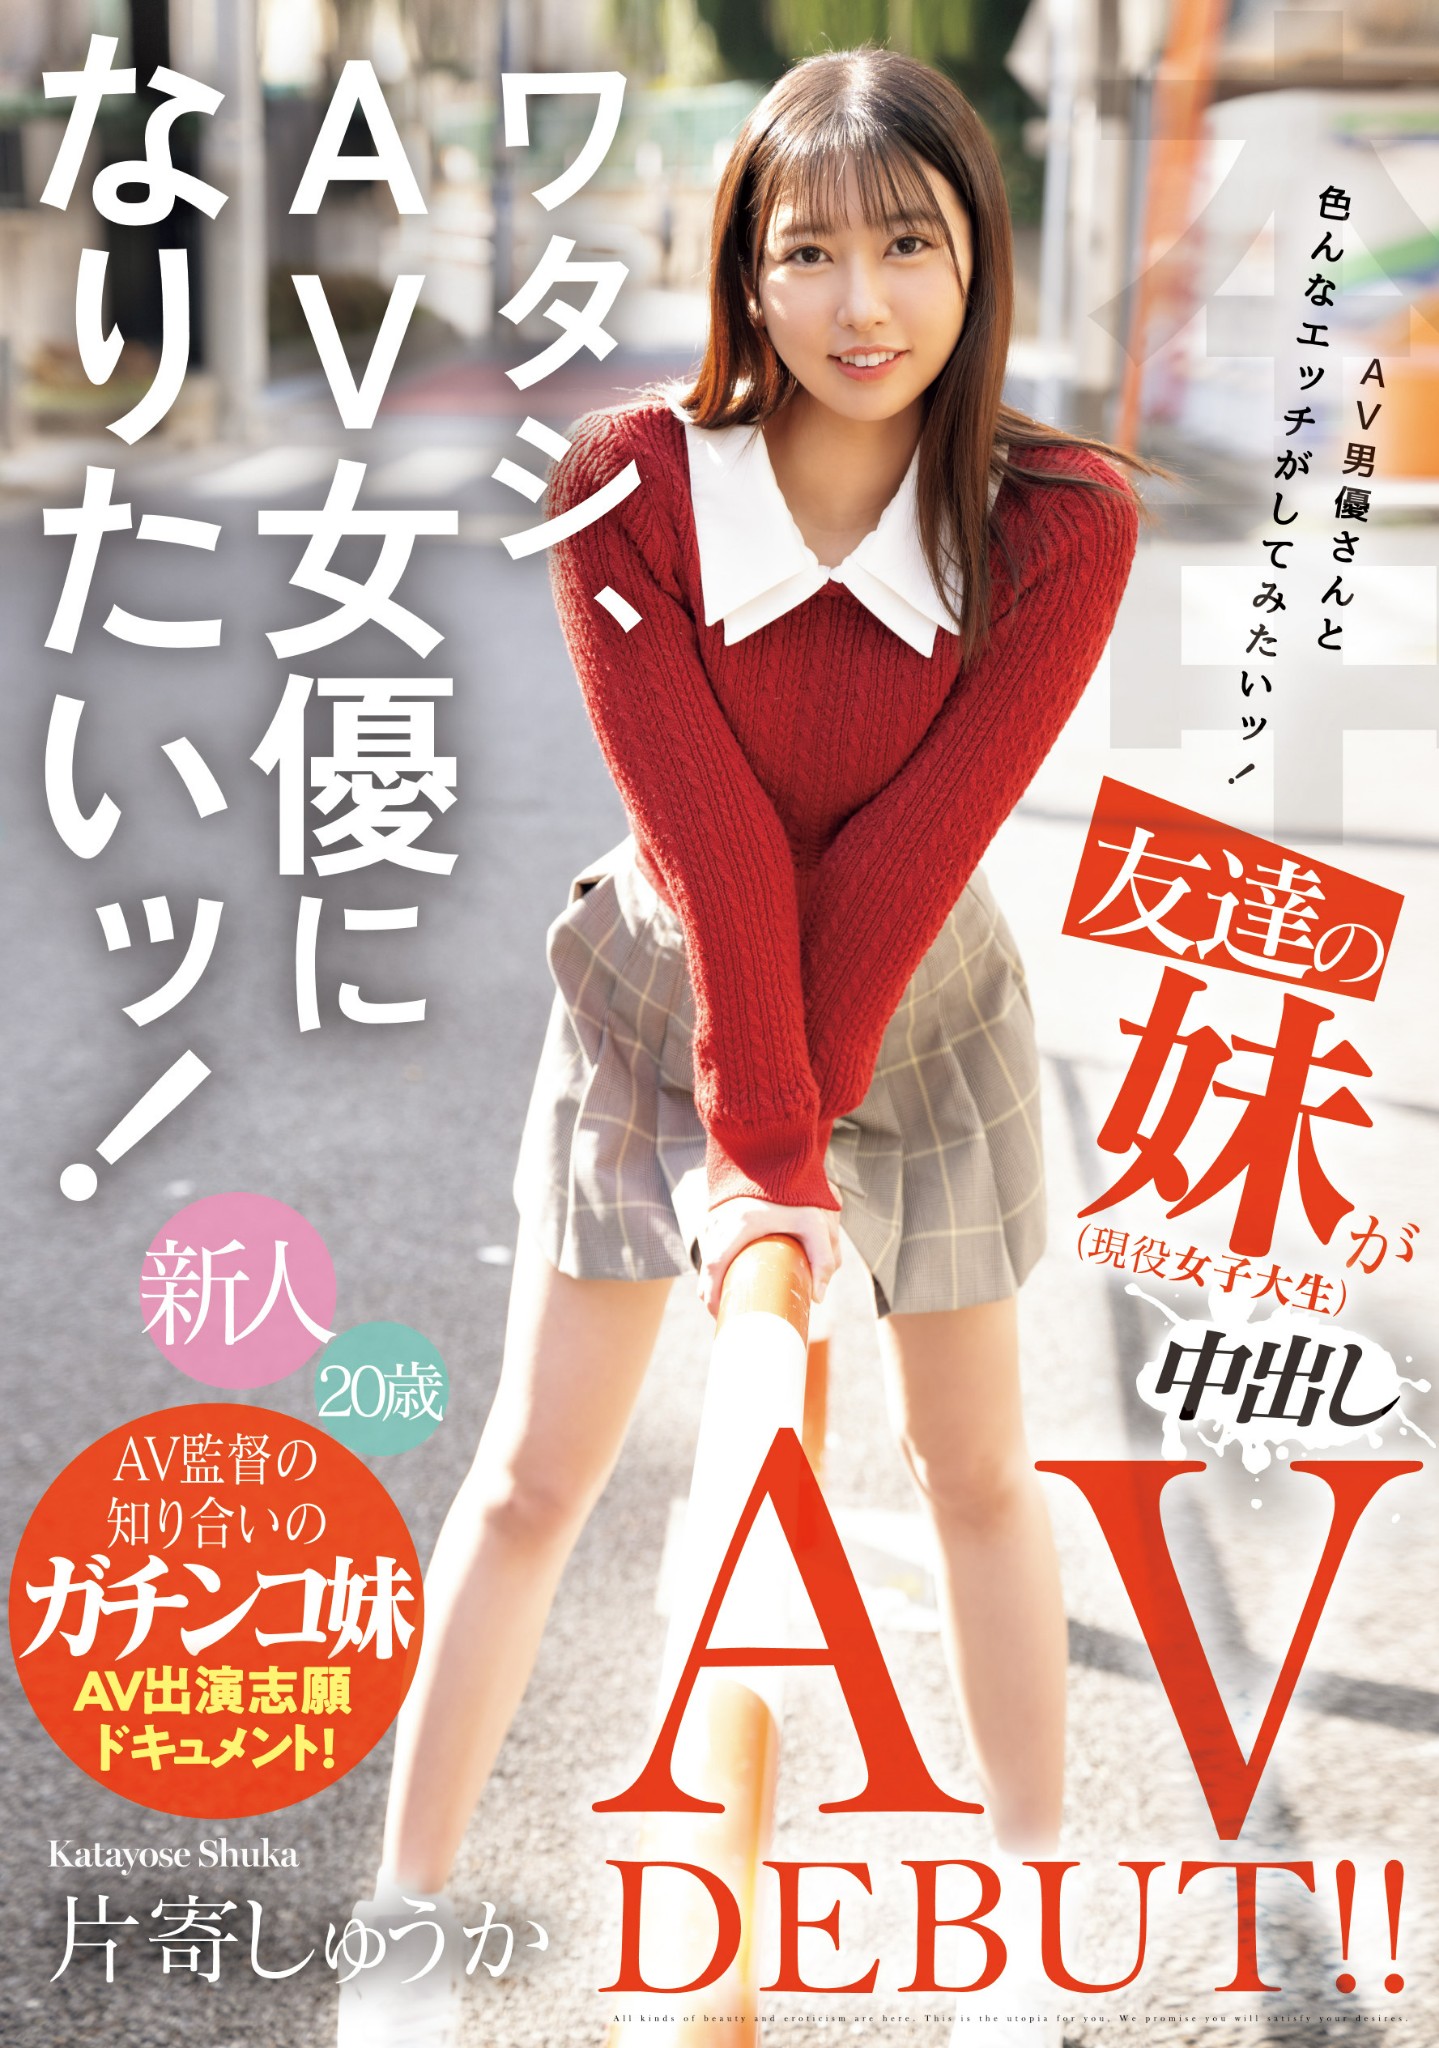 ワタシ、
AV女優に
なりたいッ!
AV男優さんと
色んなエッチがしてみたいッ!
本中
友達の
妹が
(現役女子大生)
中出し
AV
DEBUT!!
新人
20歳
AV監督の
知り合いの
ガチンコ妹
AV出演志願
ドキュメント!
Katayose Shuka
片寄しゅうか
All kinds of beauty and eroticism are here. This is the utopia for you. We promise you will satisfy your desires.